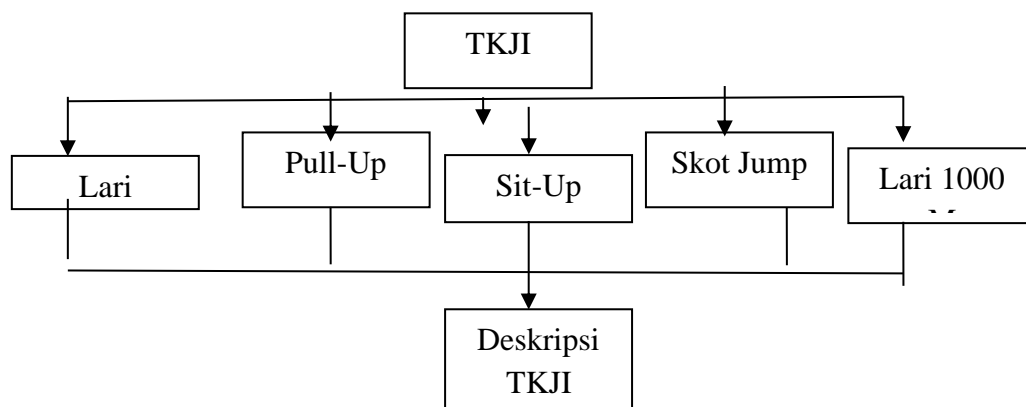 TKJI
Lari
Pull-Up
Sit-Up
Skot Jump
Lari 1000
Deskripsi
TKJI